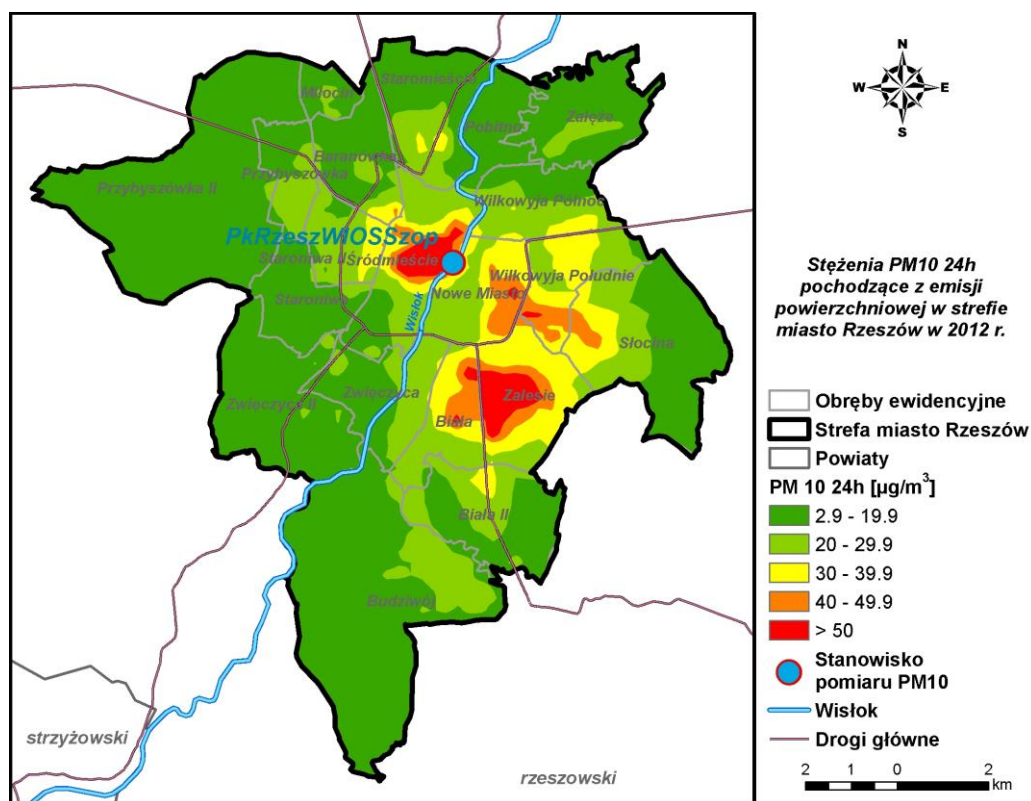 Staromieście
Miłocin
Pobitno
Załęże
Baranówka
Przybyszówka
Przybyszówka II
Wilkowyja Północ
PkRzeszWIOSSzop
Staroniwa II
Śródmieście
Wilkowyja Południe
Nowe Miasto
Staroniwa
Wisłok
Słocina
Zwięczyca
Zalesie
Zwięczyca II
Biała
Biała II
Budziwój
strzyżowski
rzeszowski
N
W
E
S
Stężenia PM10 24h
pochodzące z emisji
powierzchniowej w strefie
miasto Rzeszów w 2012 r.
Obręby ewidencyjne
Strefa miasto Rzeszów
Powiaty
PM 10 24h [µg/m³]
2.9 - 19.9
20 - 29.9
30 - 39.9
40 - 49.9
> 50
Stanowisko
pomiaru PM10
Wisłok
Drogi główne
2 1 0 2
km